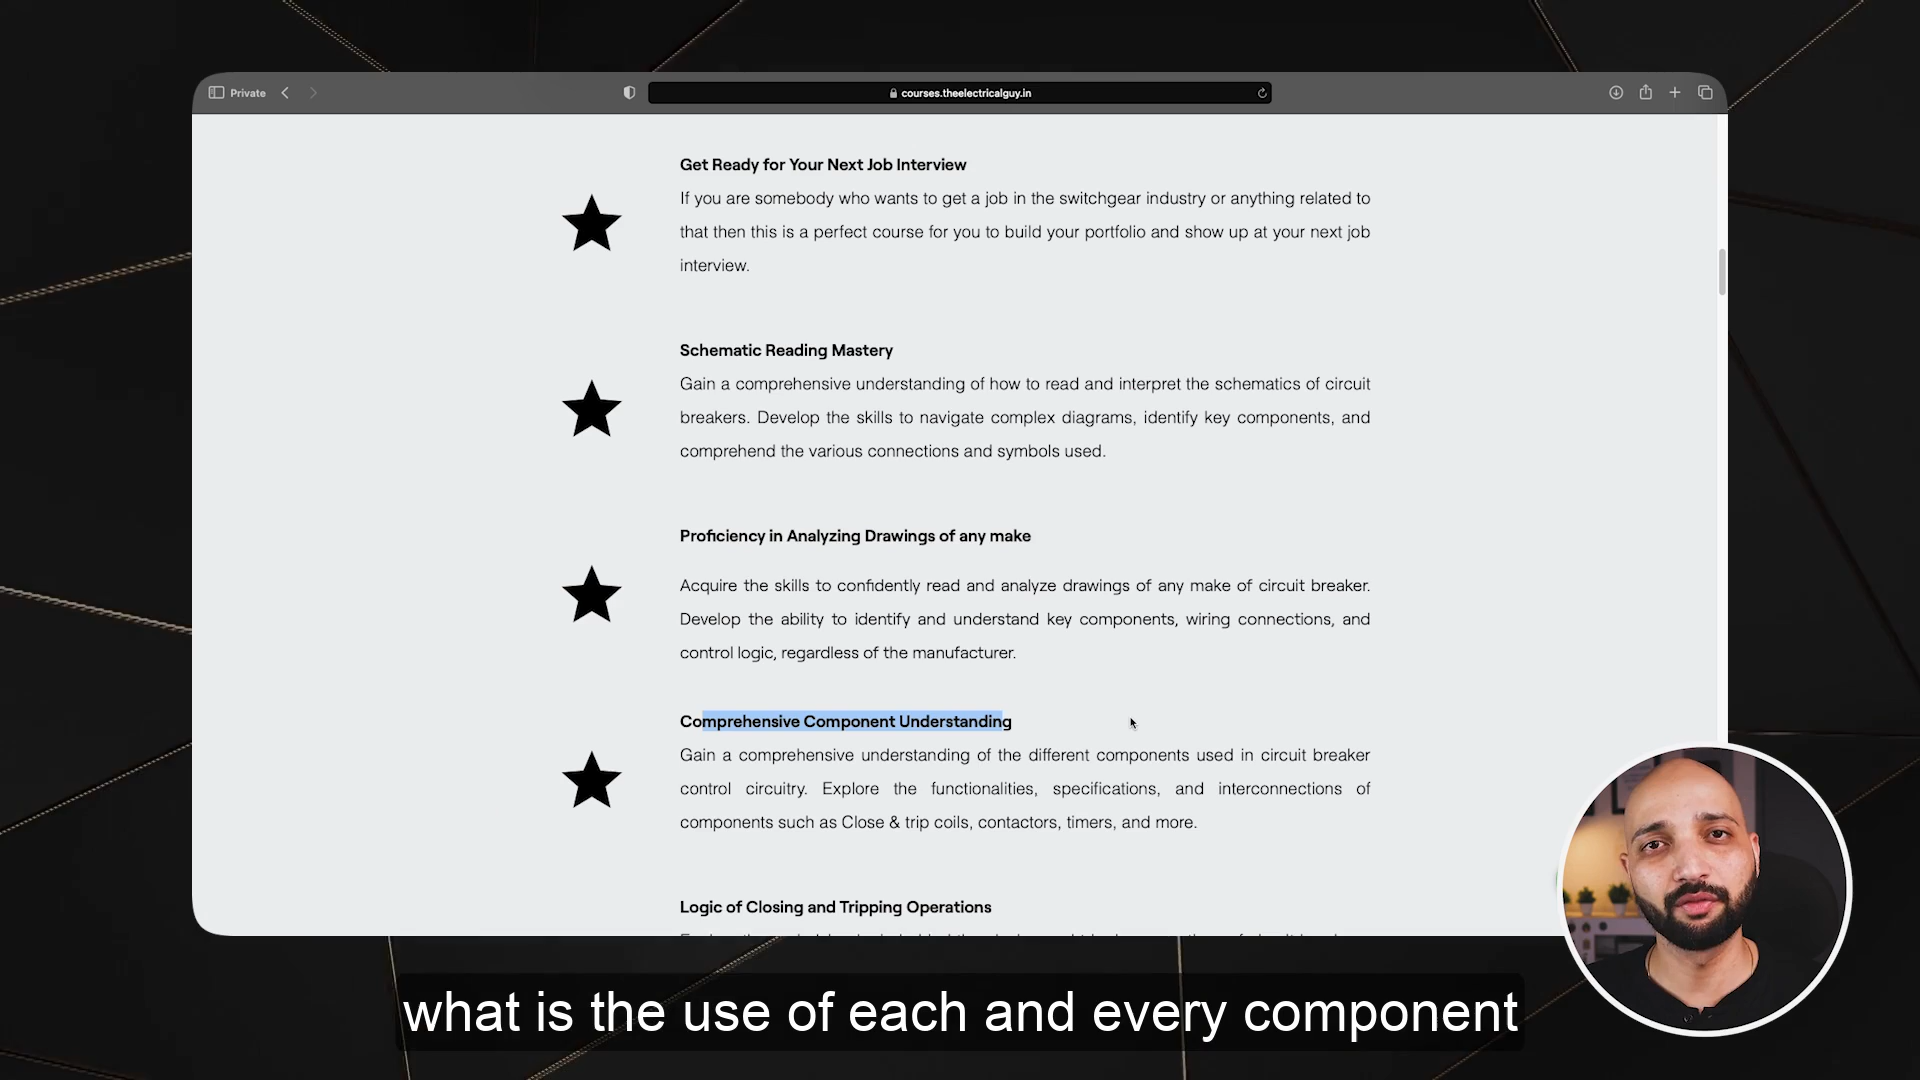 Private
courses.theelectricalguy.in
Get Ready for Your Next Job Interview
If you are somebody who wants to get a job in the switchgear industry or anything related to
that then this is a perfect course for you to build your portfolio and show up at your next job
interview.
Schematic Reading Mastery
Gain a comprehensive understanding of how to read and interpret the schematics of circuit
breakers. Develop the skills to navigate complex diagrams, identify key components, and
comprehend the various connections and symbols used.
Proficiency in Analyzing Drawings of any make
Acquire the skills to confidently read and analyze drawings of any make of circuit breaker.
Develop the ability to identify and understand key components, wiring connections, and
control logic, regardless of the manufacturer.
Comprehensive Component Understanding
Gain a comprehensive understanding of the different components used in circuit breaker
control circuitry. Explore the functionalities, specifications, and interconnections of
components such as Close & trip coils, contactors, timers, and more.
Logic of Closing and Tripping Operations
what is the use of each and every component